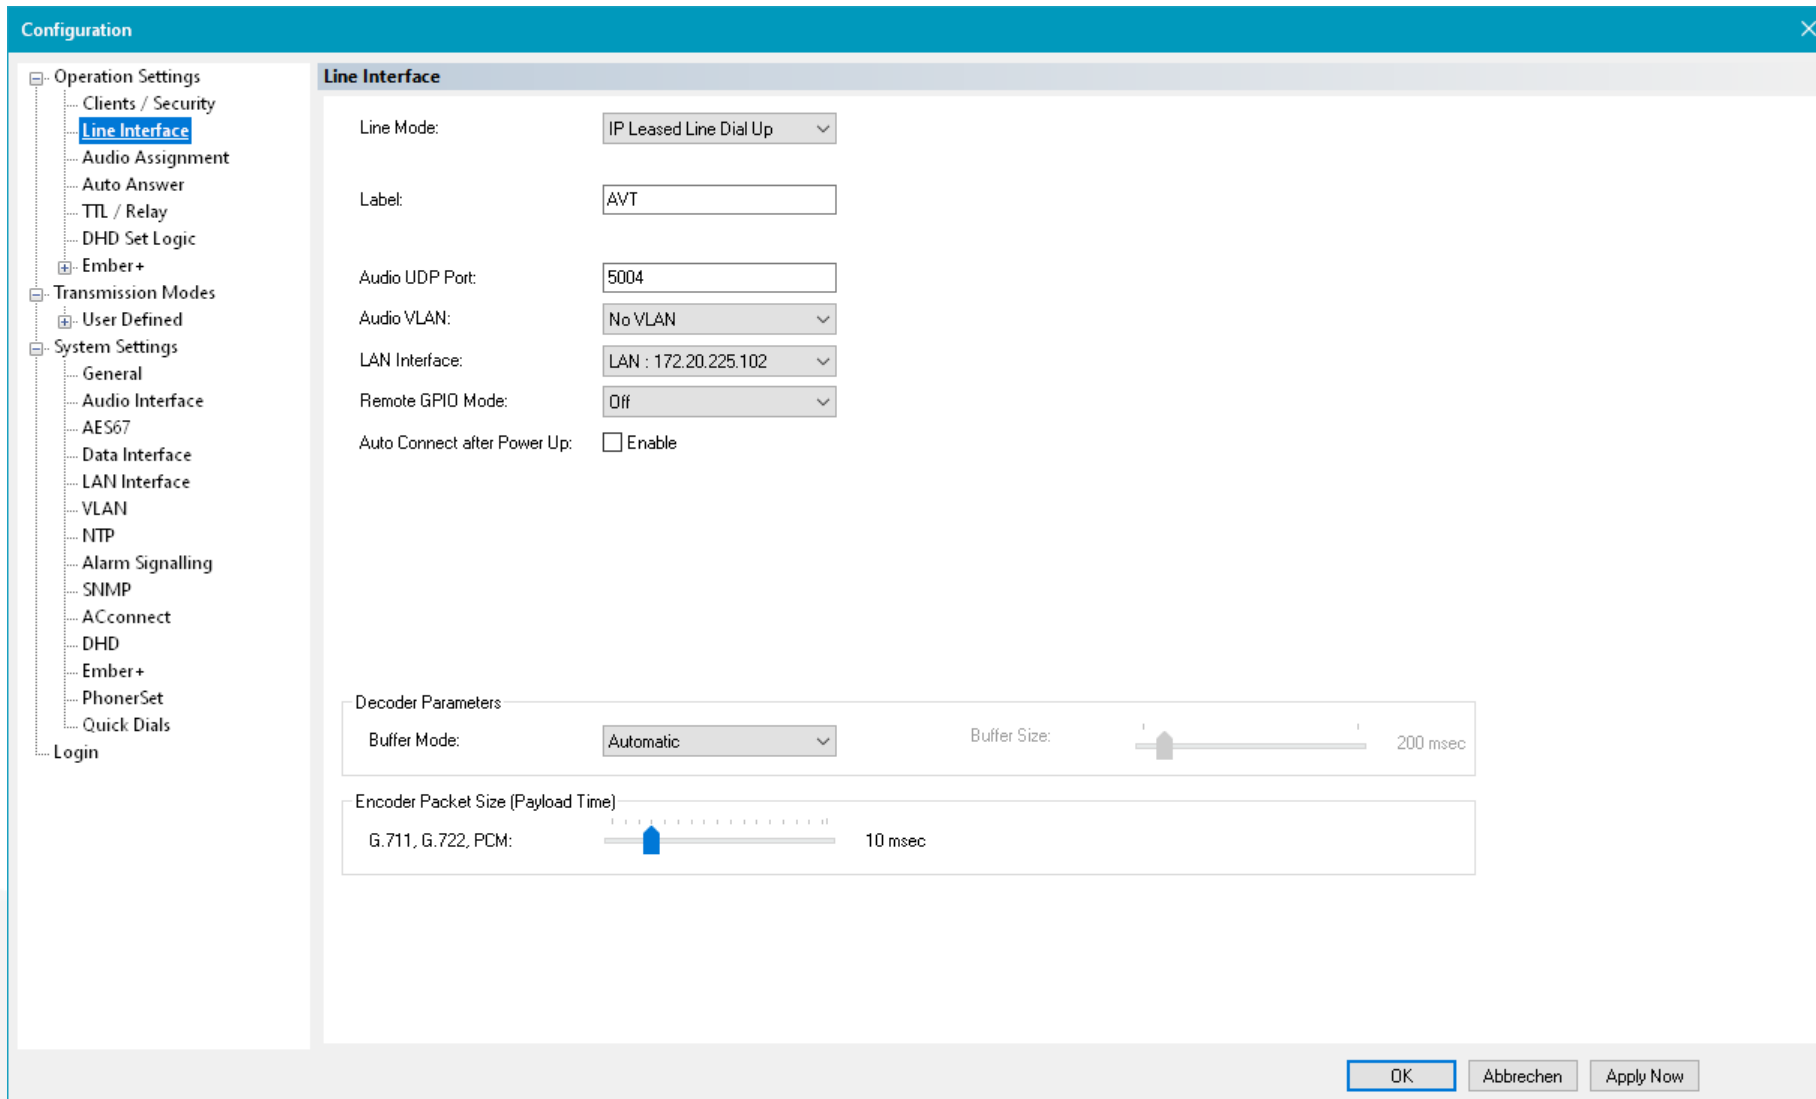 Configuration
Operation Settings
Clients / Security
Line Interface
Audio Assignment
Auto Answer
TTL / Relay
DHD Set Logic
Ember+
Transmission Modes
User Defined
System Settings
General
Audio Interface
AES67
Data Interface
LAN Interface
VLAN
NTP
Alarm Signalling
SNMP
ACconnect
DHD
Ember+
PhonerSet
Quick Dials
Login
Line Interface
Line Mode: IP Leased Line Dial Up
Label: AVT
Audio UDP Port: 5004
Audio VLAN: No VLAN
LAN Interface: LAN : 172.20.225.102
Remote GPIO Mode: Off
Auto Connect after Power Up: Enable
Decoder Parameters
Buffer Mode: Automatic Buffer Size: 200 msec
Encoder Packet Size (Payload Time)
G.711, G.722, PCM: 10 msec
OK Abbrechen Apply Now